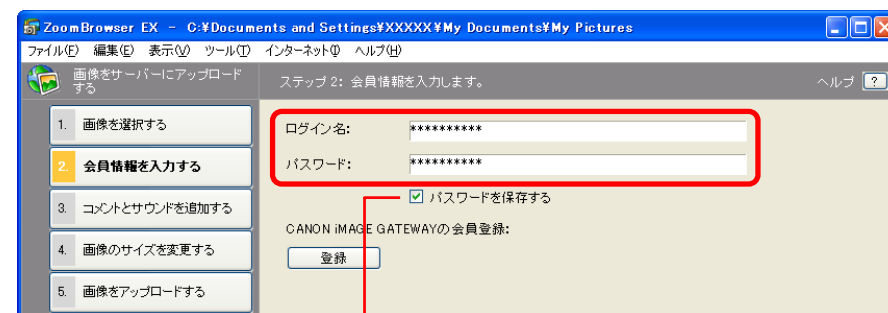 ZoomBrowser EX - C:¥Documents and Settings¥XXXXX¥My Documents¥My Pictures
ファイル(F) 編集(E) 表示(V) ツール(T) インターネット(I) ヘルプ(H)
画像をサーバーにアップロード
する
ステップ2: 会員情報を入力します。
ヘルプ ?
1. 画像を選択する
2. 会員情報を入力する
3. コメントとサウンドを追加する
4. 画像のサイズを変更する
5. 画像をアップロードする
ログイン名: **********
パスワード: **********
パスワードを保存する
CANON iMAGE GATEWAYの会員登録:
登録